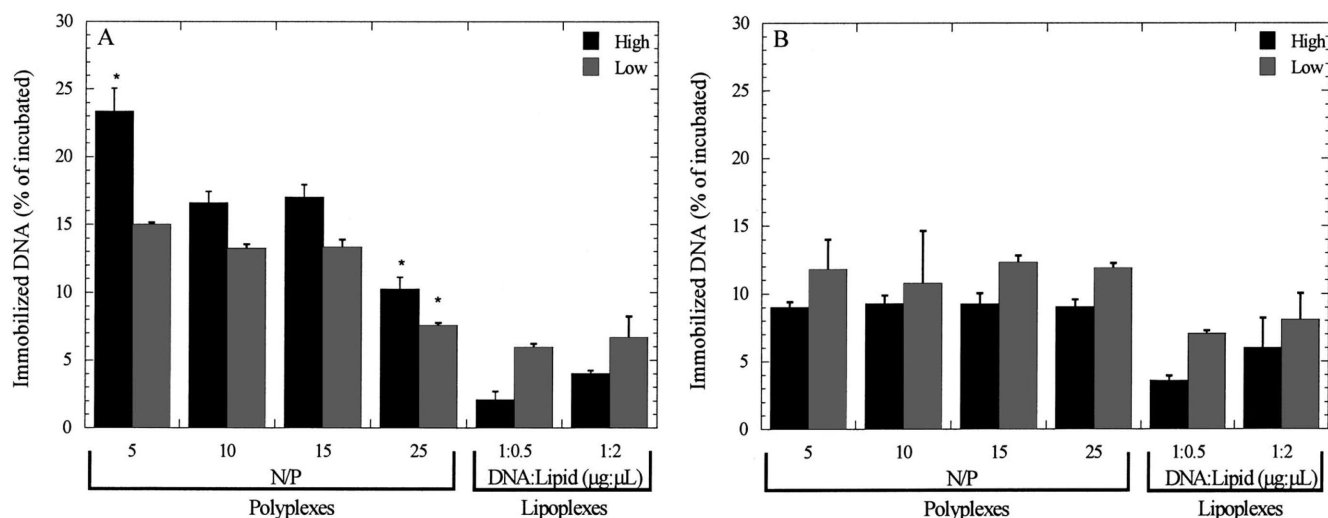 A
High
Low
Immobilized DNA (% of incubated)
30
25
20
15
10
5
0
*
*
*
5 10 15 25 1:0.5 1:2
N/P DNA:Lipid (µg:µL)
Polyplexes Lipoplexes
B
High
Low
Immobilized DNA (% of incubated)
30
25
20
15
10
5
0
5 10 15 25 1:0.5 1:2
N/P DNA:Lipid (µg:µL)
Polyplexes Lipoplexes